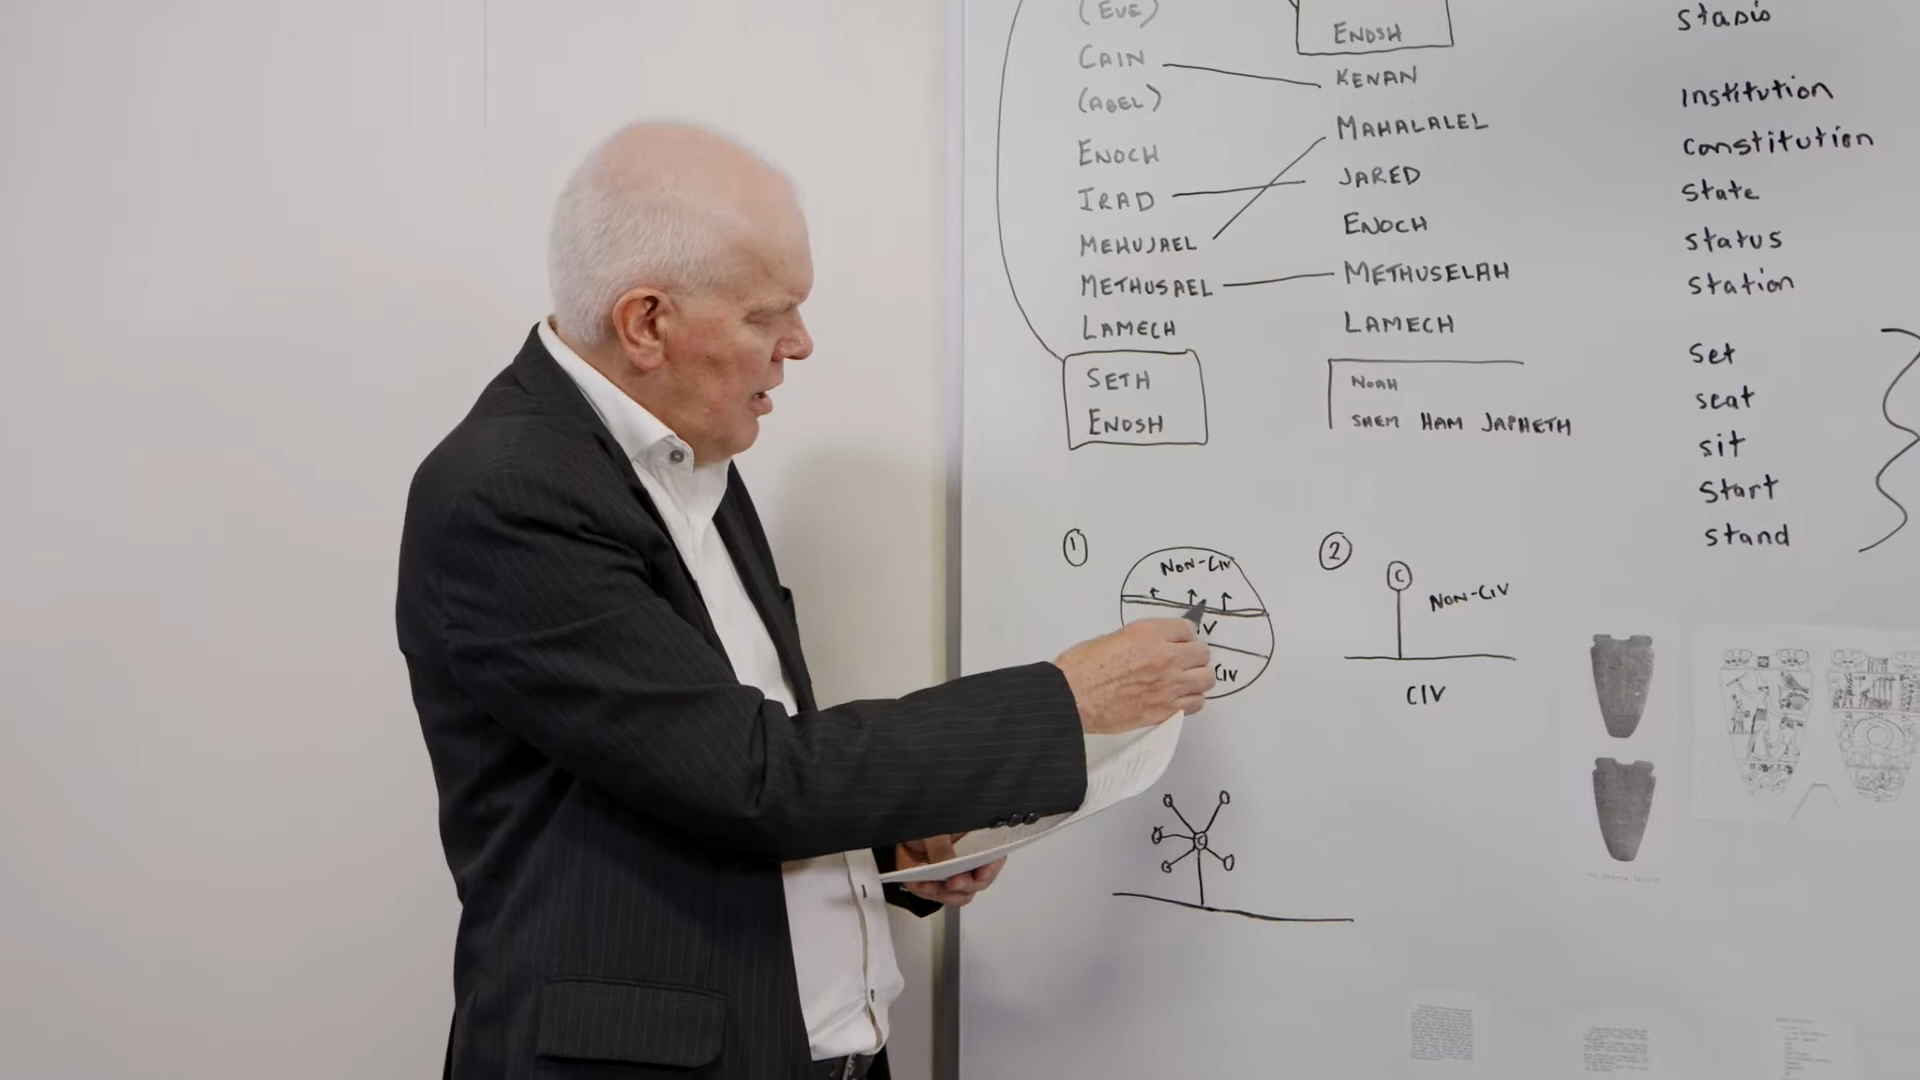 (EVE)
CAIN
(ABEL)
ENOCH
IRAD
MEHUJAEL
METHUSAEL
LAMECH
SETH
ENOSH
ENOSH
KENAN
MAHALALEL
JARED
ENOCH
METHUSELAH
LAMECH
NOAH
SHEM HAM JAPHETH
Stasis
Institution
Constitution
State
Status
Station
Set
seat
sit
Start
stand
1
NON-CIV
CIV
2
C
NON-CIV
CIV
C